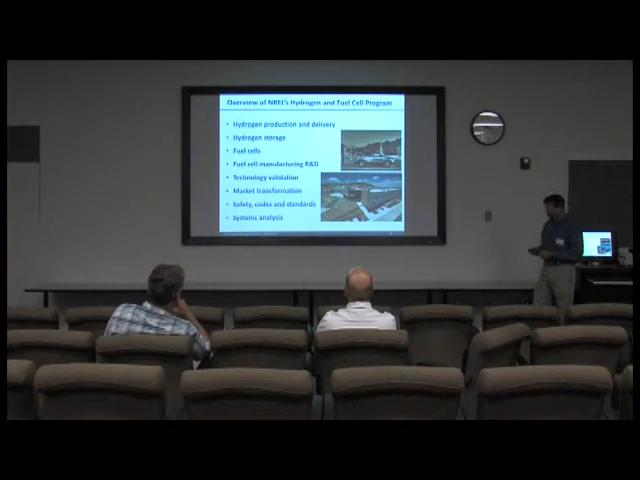 Overview of NREL's Hydrogen and Fuel Cell Program
• Hydrogen production and delivery
• Hydrogen storage
• Fuel cells
• Fuel cell manufacturing R&D
• Technology validation
• Market transformation
• Safety, codes and standards
• Systems analysis